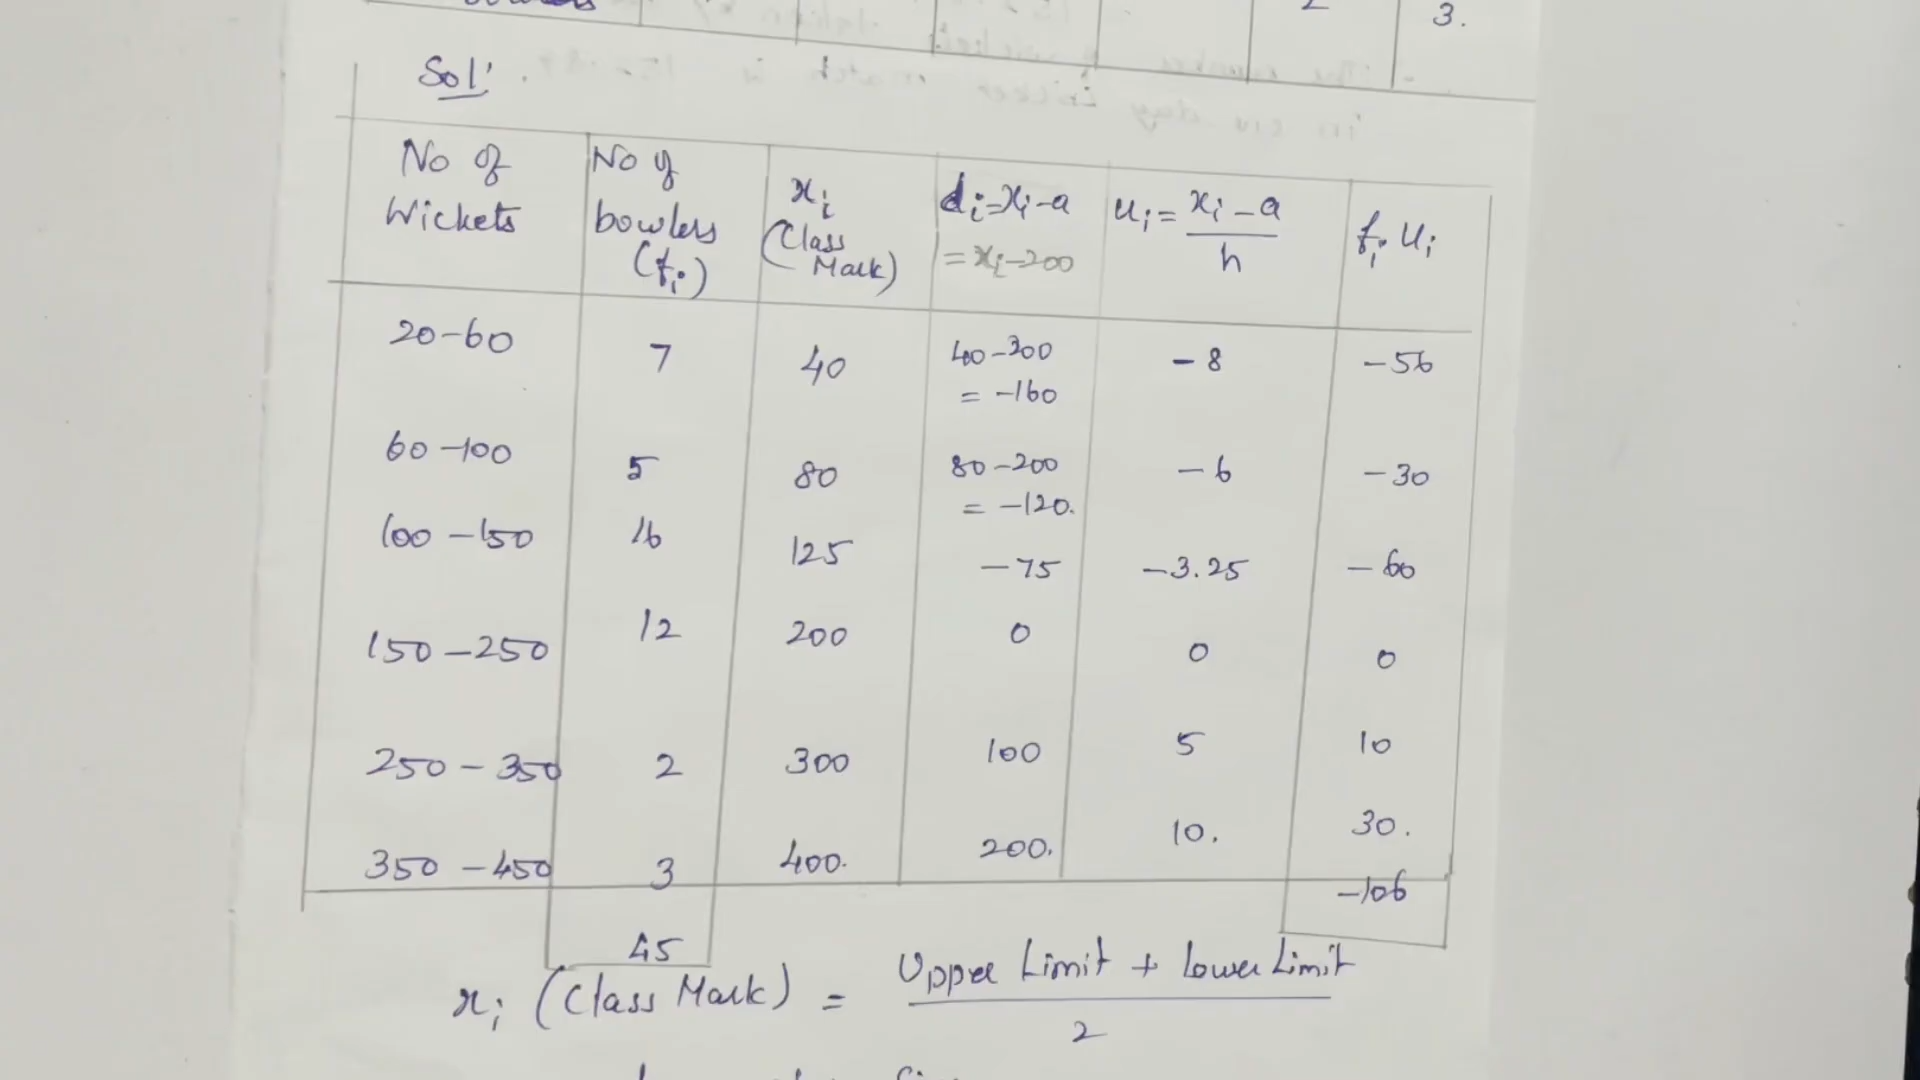 3.
Sol:
No of Wickets | No of bowlers (fi) | xi (Class Mark) | di=xi-a =xi-200 | ui = xi-a / h | fi ui
20-60 | 7 | 40 | 40-200 = -160 | -8 | -56
60-100 | 5 | 80 | 80-200 = -120. | -6 | -30
100-150 | 16 | 125 | -75 | -3.25 | -60
150-250 | 12 | 200 | 0 | 0 | 0
250-350 | 2 | 300 | 100 | 5 | 10
350-450 | 3 | 400. | 200. | 10. | 30.
45 | -106
xi (Class Mark) = Upper Limit + Lower Limit / 2